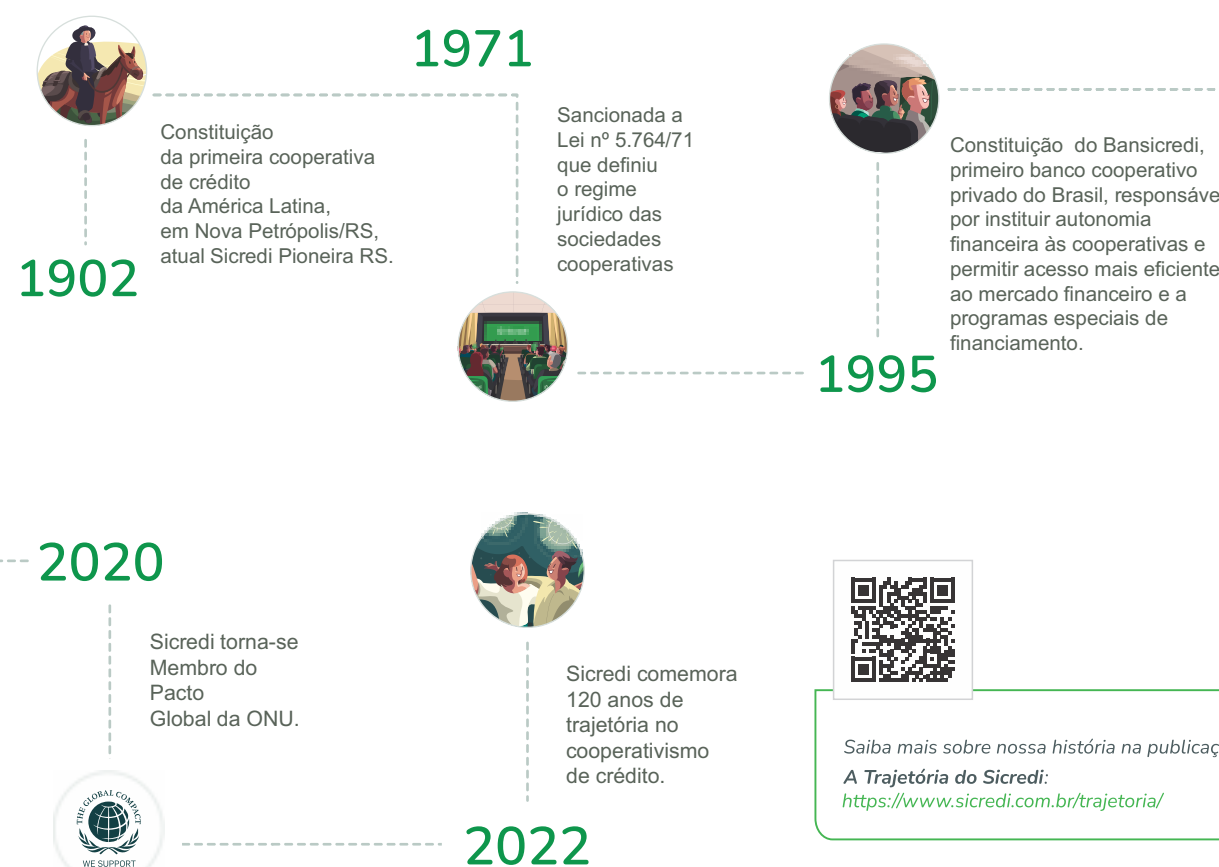 1902
Constituição
da primeira cooperativa
de crédito
da América Latina,
em Nova Petrópolis/RS,
atual Sicredi Pioneira RS.
1971
Sancionada a
Lei nº 5.764/71
que definiu
o regime
jurídico das
sociedades
cooperativas
1995
Constituição do Bansicredi,
primeiro banco cooperativo
privado do Brasil, responsáve
por instituir autonomia
financeira às cooperativas e
permitir acesso mais eficiente
ao mercado financeiro e a
programas especiais de
financiamento.
2020
Sicredi torna-se
Membro do
Pacto
Global da ONU.
THE GLOBAL COMPACT
WE SUPPORT
2022
Sicredi comemora
120 anos de
trajetória no
cooperativismo
de crédito.
Saiba mais sobre nossa história na publicaç
A Trajetória do Sicredi:
https://www.sicredi.com.br/trajetoria/